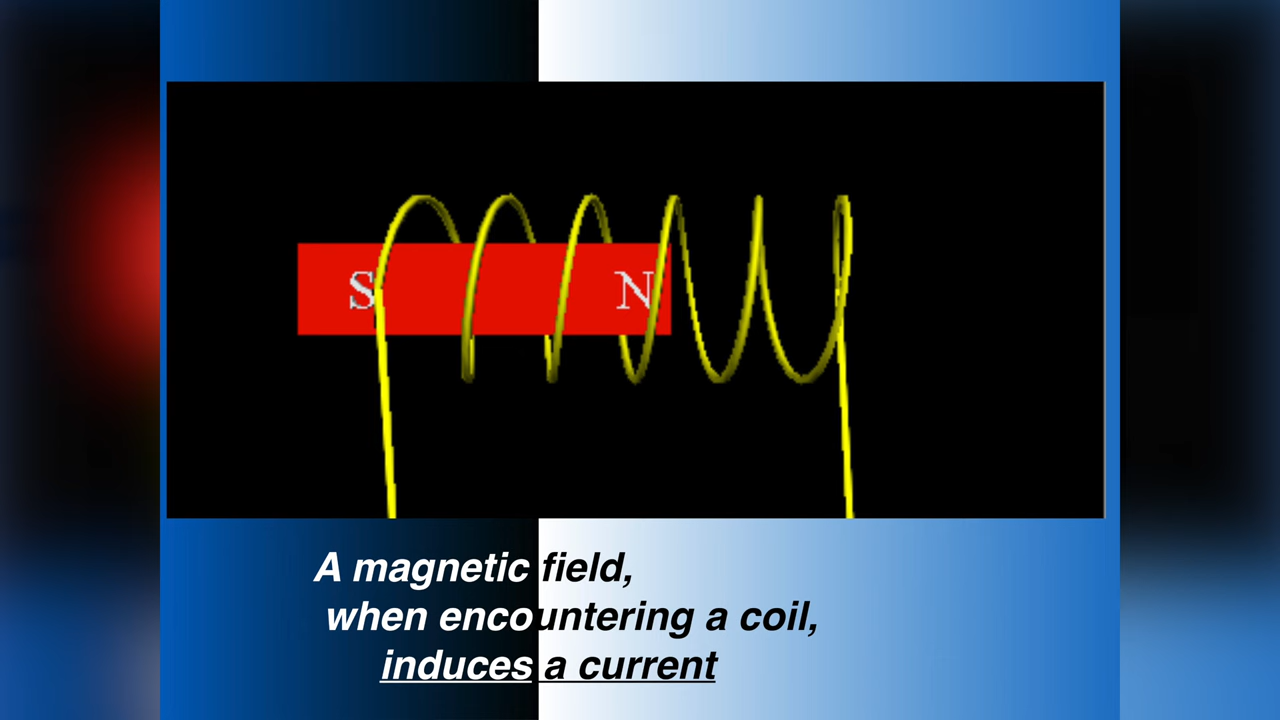 S N
A magnetic field,
when encountering a coil,
induces a current